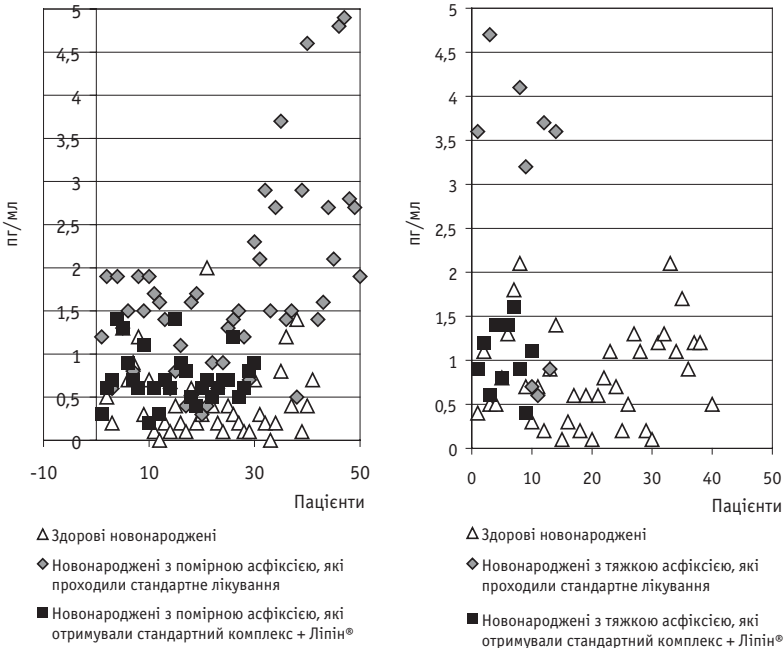 5
4,5
4
3,5
3
2,5
2
1,5
1
0,5
0
пг/мл
-10 10 30 50
Пацієнти
△ Здорові новонароджені
Новонароджені з помірною асфіксією, які
проходили стандартне лікування
Новонароджені з помірною асфіксією, які
отримували стандартний комплекс + Ліпін®
5
4,5
4
3,5
3
2,5
2
1,5
1
0,5
0
пг/мл
0 10 20 30 40 50
Пацієнти
Здорові новонароджені
Новонароджені з тяжкою асфіксією, які
проходили стандартне лікування
Новонароджені з тяжкою асфіксією, які
отримували стандартний комплекс + Ліпін®